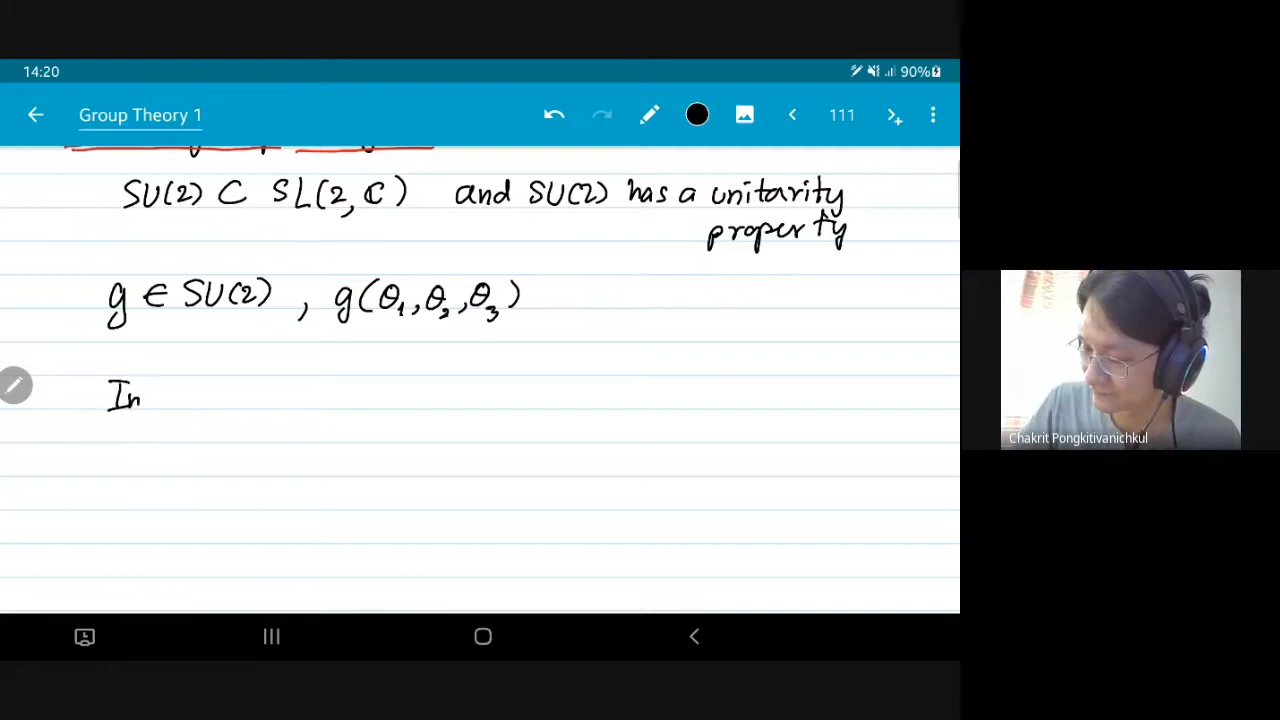 14:20
90%
Group Theory 1
111
SU(2) ⊂ SL(2, ℂ) and SU(2) has a unitarity
property
g ∈ SU(2) , g(θ₁, θ₂, θ₃)
In
Chakrit Pongkitivanichkul